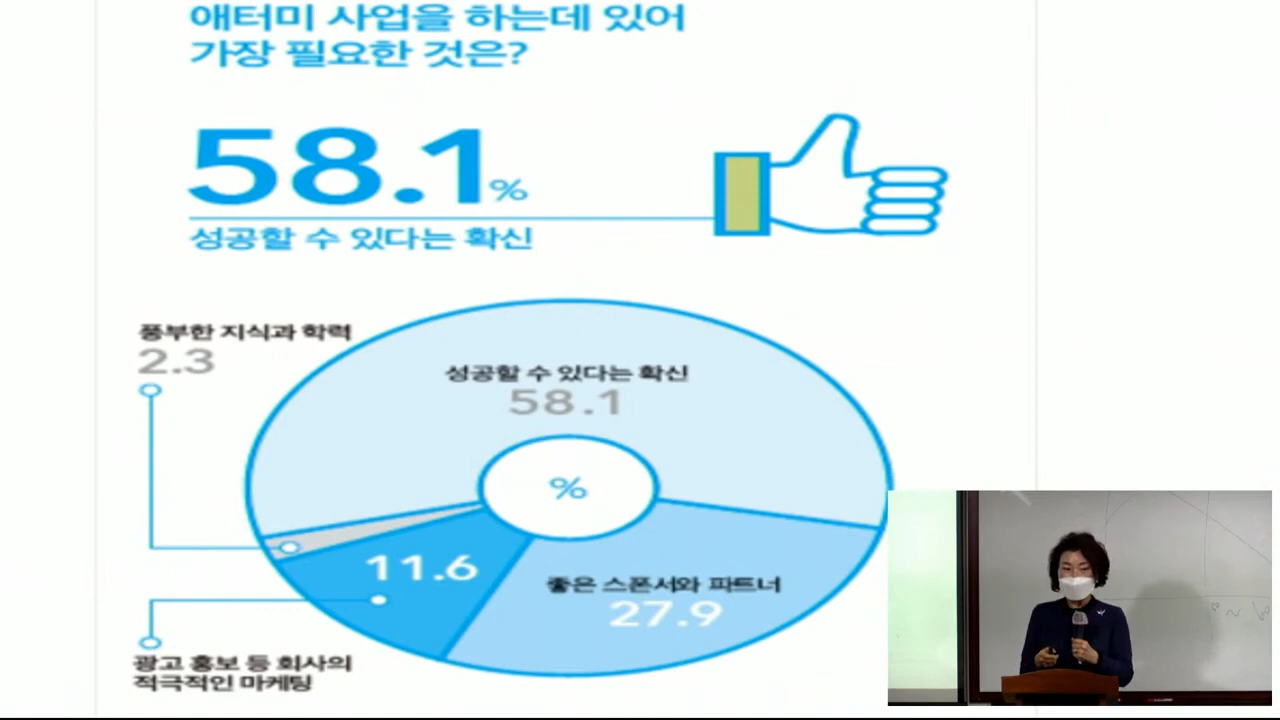 애터미 사업을 하는데 있어
가장 필요한 것은?
58.1%
성공할 수 있다는 확신
풍부한 지식과 학력
2.3
성공할 수 있다는 확신
58.1
%
11.6
좋은 스폰서와 파트너
27.9
광고 홍보 등 회사의
적극적인 마케팅